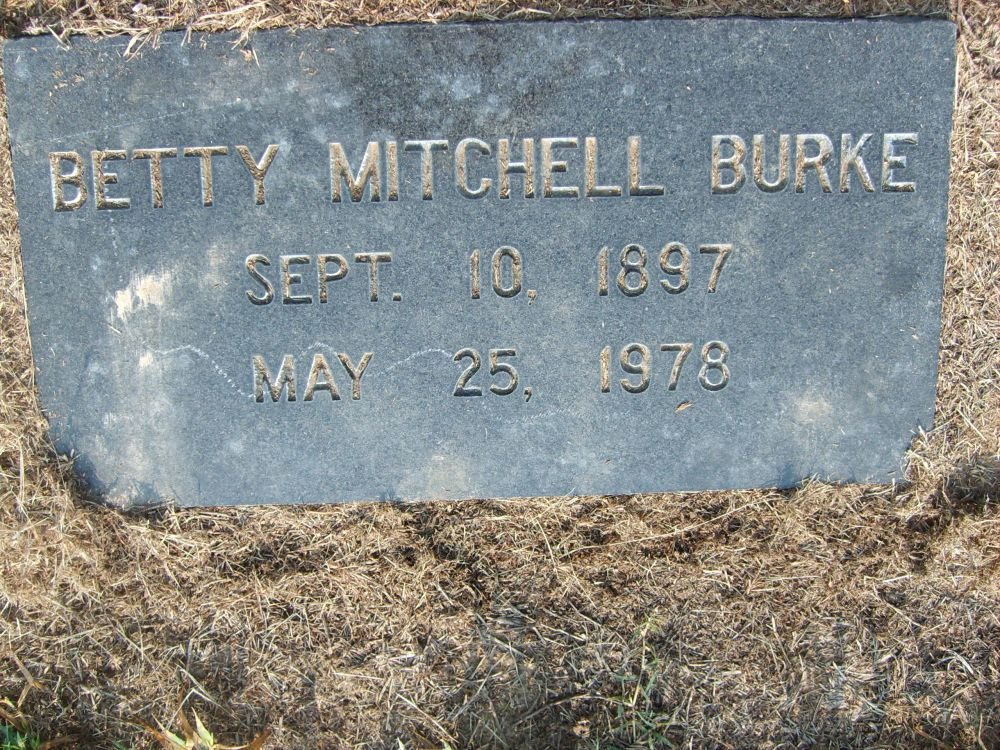 BETTY MITCHELL BURKE
SEPT. 10, 1897
MAY 25, 1978